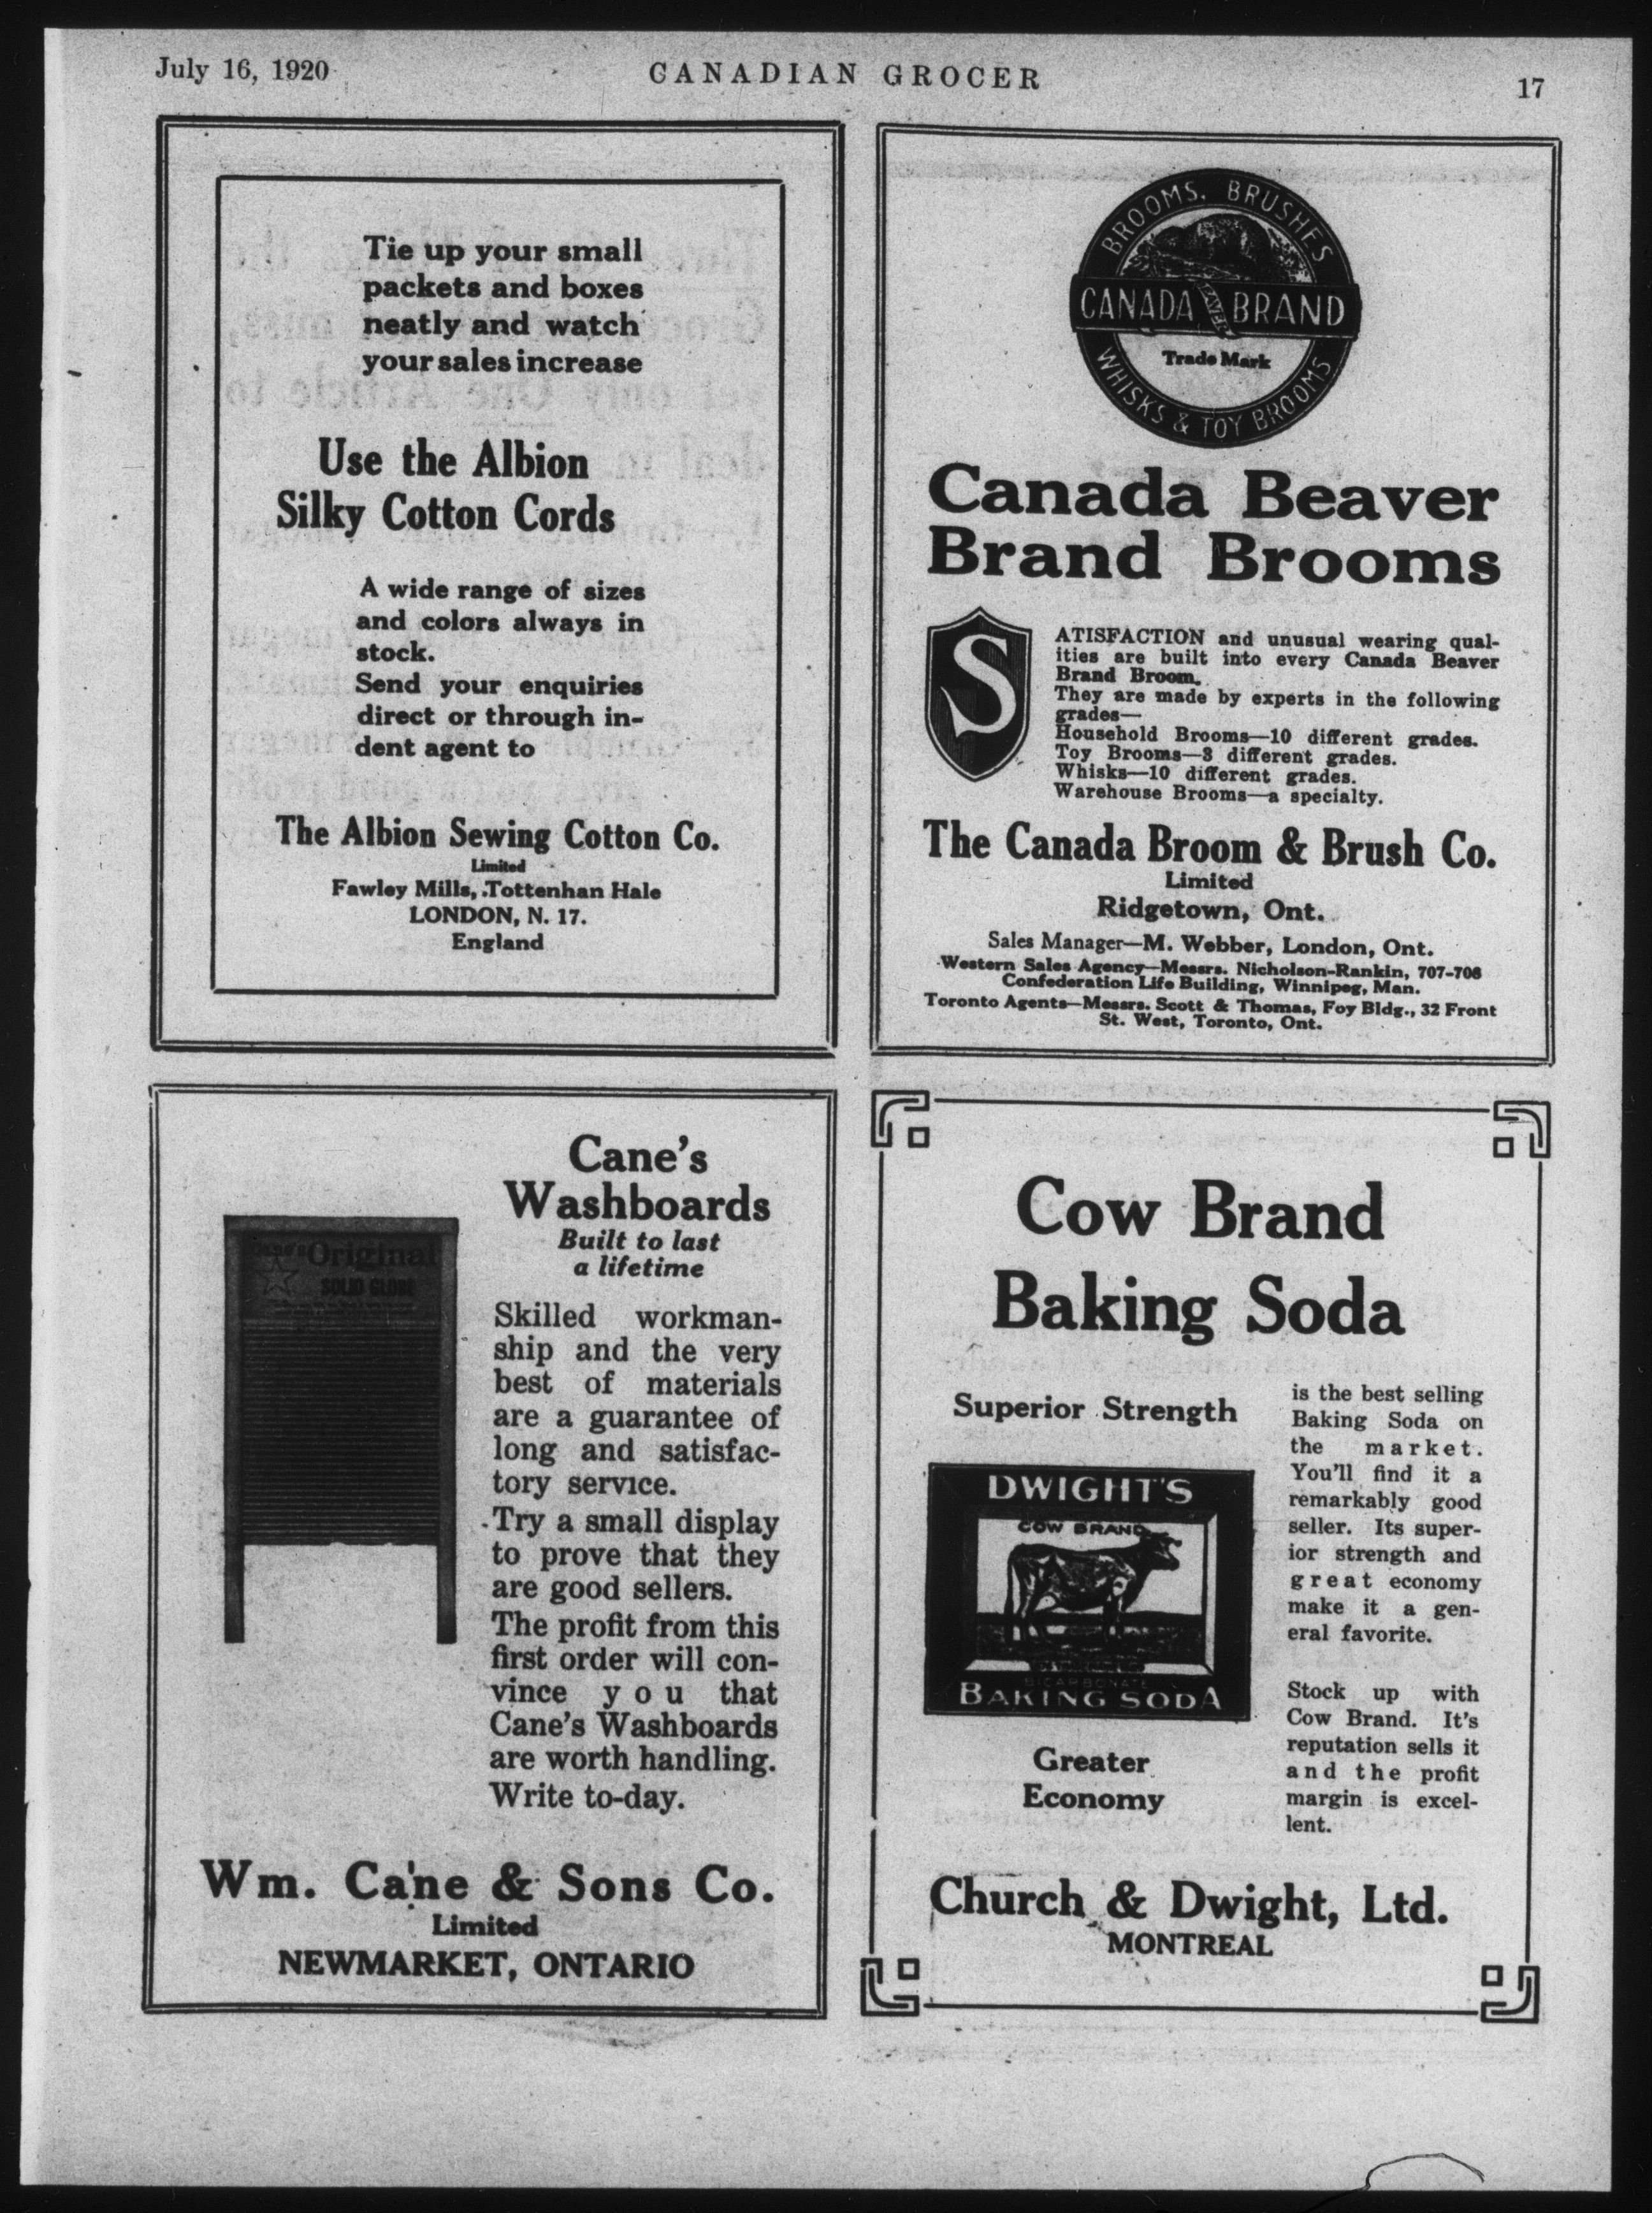 July 16, 1920
CANADIAN GROCER
17
Tie up your small
packets and boxes
neatly and watch
your sales increase
Use the Albion
Silky Cotton Cords
A wide range of sizes
and colors always in
stock.
Send your enquiries
direct or through in-
dent agent to
The Albion Sewing Cotton Co.
Limited
Fawley Mills, Tottenhan Hale
LONDON, N. 17.
England
BROOMS, BRUSHES
CANADA BEAVER BRAND
Trade Mark
WHISKS & TOY BROOMS
Canada Beaver
Brand Brooms
SATISFACTION and unusual wearing qual-
ities are built into every Canada Beaver
Brand Broom.
They are made by experts in the following
grades—
Household Brooms—10 different grades.
Toy Brooms—3 different grades.
Whisks—10 different grades.
Warehouse Brooms—a specialty.
The Canada Broom & Brush Co.
Limited
Ridgetown, Ont.
Sales Manager—M. Webber, London, Ont.
Western Sales Agency—Messrs. Nicholson-Rankin, 707-708
Confederation Life Building, Winnipeg, Man.
Toronto Agents—Messrs. Scott & Thomas, Foy Bldg., 32 Front
St. West, Toronto, Ont.
Cane's
Washboards
Built to last
a lifetime
Cane's Original
SOLID GLOBE
Skilled workman-
ship and the very
best of materials
are a guarantee of
long and satisfac-
tory service.
Try a small display
to prove that they
are good sellers.
The profit from this
first order will con-
vince you that
Cane's Washboards
are worth handling.
Write to-day.
Wm. Cane & Sons Co.
Limited
NEWMARKET, ONTARIO
Cow Brand
Baking Soda
Superior Strength
DWIGHT'S
COW BRAND
BICARBONATE
BAKING SODA
Greater
Economy
is the best selling
Baking Soda on
the market.
You'll find it a
remarkably good
seller. Its super-
ior strength and
great economy
make it a gen-
eral favorite.
Stock up with
Cow Brand. It's
reputation sells it
and the profit
margin is excel-
lent.
Church & Dwight, Ltd.
MONTREAL